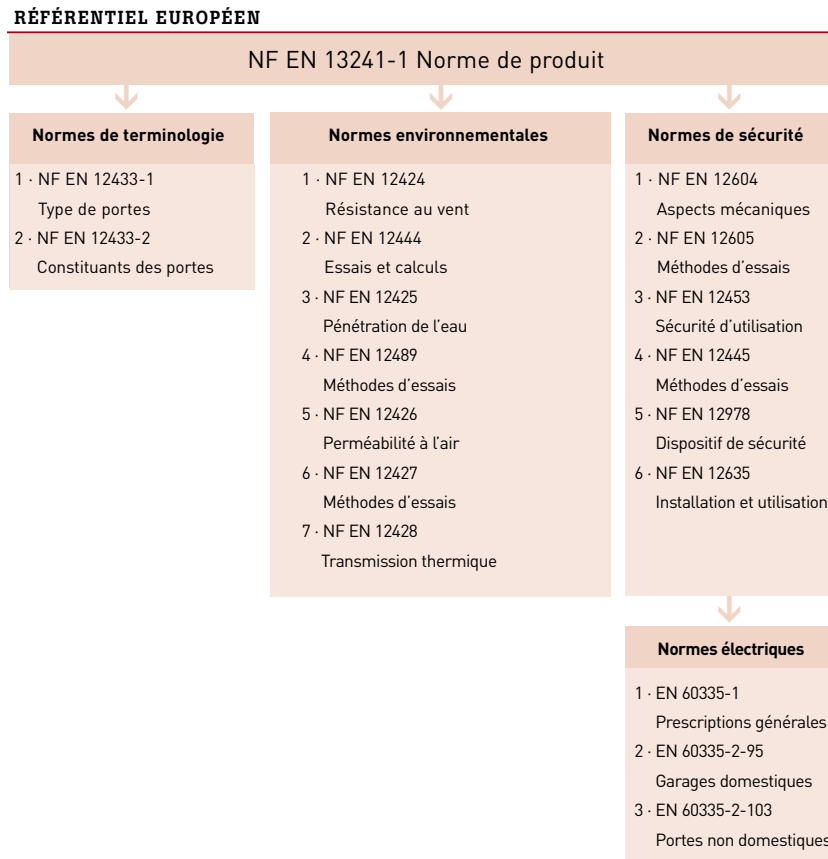 RÉFÉRENTIEL EUROPÉEN
NF EN 13241-1 Norme de produit
Normes de terminologie
1 · NF EN 12433-1
Type de portes
2 · NF EN 12433-2
Constituants des portes
Normes environnementales
1 · NF EN 12424
Résistance au vent
2 · NF EN 12444
Essais et calculs
3 · NF EN 12425
Pénétration de l'eau
4 · NF EN 12489
Méthodes d'essais
5 · NF EN 12426
Perméabilité à l'air
6 · NF EN 12427
Méthodes d'essais
7 · NF EN 12428
Transmission thermique
Normes de sécurité
1 · NF EN 12604
Aspects mécaniques
2 · NF EN 12605
Méthodes d'essais
3 · NF EN 12453
Sécurité d'utilisation
4 · NF EN 12445
Méthodes d'essais
5 · NF EN 12978
Dispositif de sécurité
6 · NF EN 12635
Installation et utilisation
Normes électriques
1 · EN 60335-1
Prescriptions générales
2 · EN 60335-2-95
Garages domestiques
3 · EN 60335-2-103
Portes non domestiques